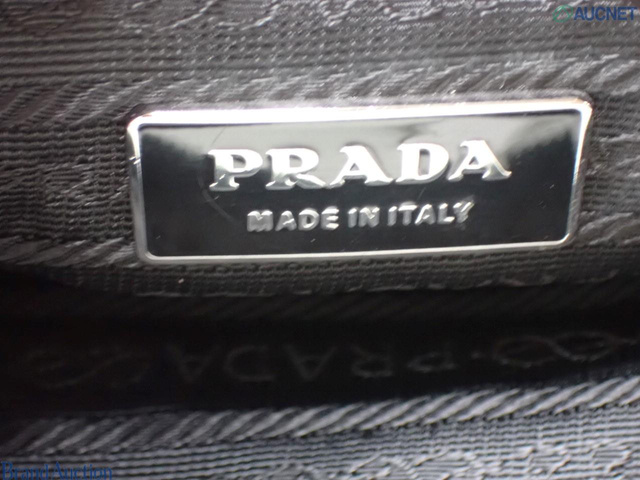 AUCNET
PRADA
MADE IN ITALY
PRADA
Brand Auction